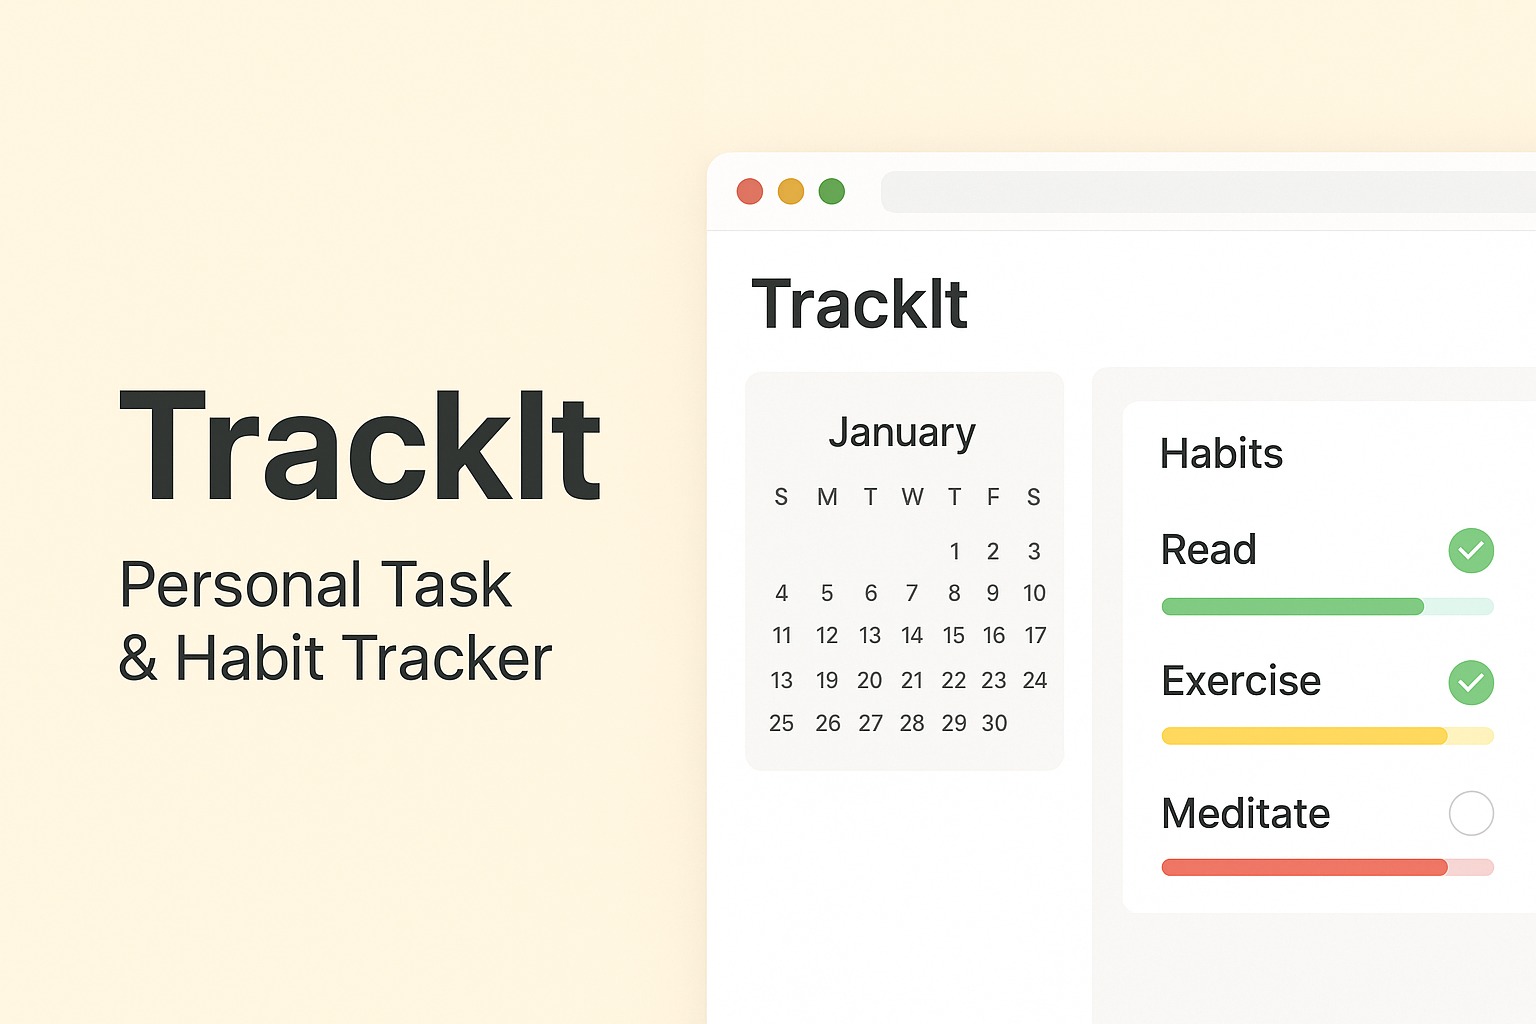 TrackIt
Personal Task
& Habit Tracker
TrackIt
January
S M T W T F S
1 2 3
4 5 6 7 8 9 10
11 12 13 14 15 16 17
13 19 20 21 22 23 24
25 26 27 28 29 30
Habits
Read
Exercise
Meditate